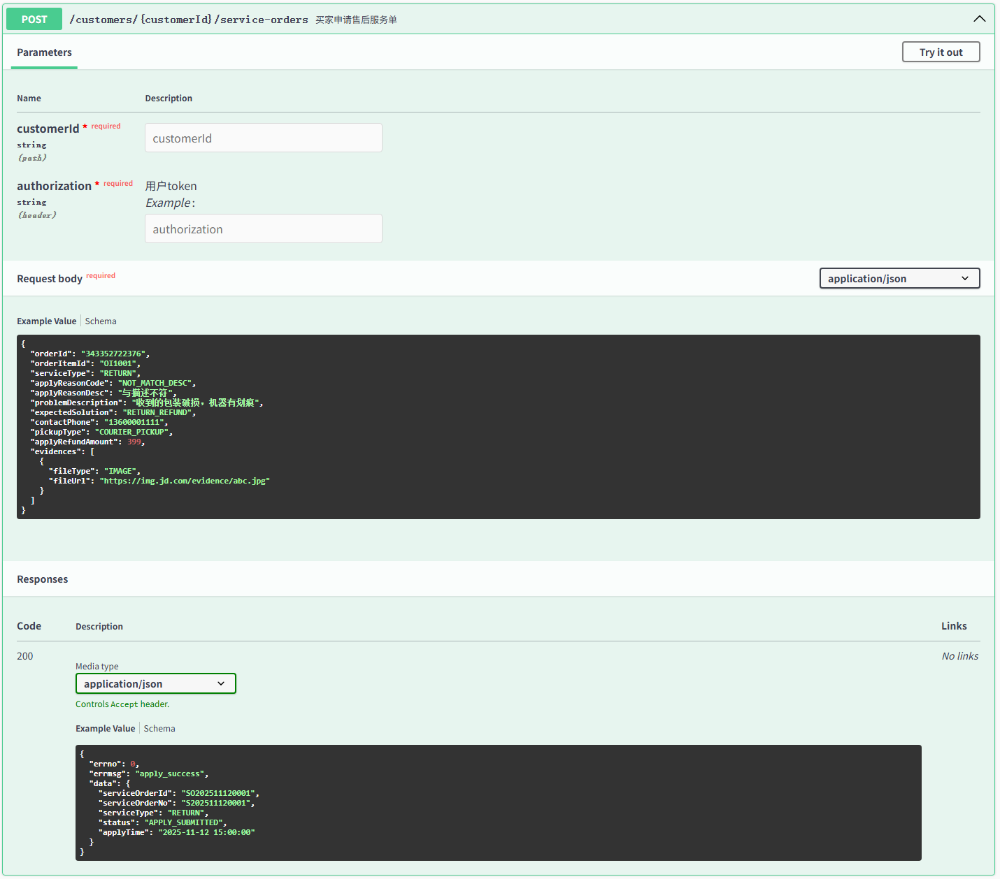 POST /customers/{customerId}/service-orders 买家申请售后服务单
Parameters
Try it out
Name Description
customerId * required
string
(path)
customerId
authorization * required
string
(header)
用户token
Example :
authorization
Request body required
application/json
Example Value Schema
{
  "orderId": "343352722376",
  "orderItemId": "OI1001",
  "serviceType": "RETURN",
  "applyReasonCode": "NOT_MATCH_DESC",
  "applyReasonDesc": "与描述不符",
  "problemDescription": "收到的包装破损，机器有划痕",
  "expectedSolution": "RETURN_REFUND",
  "contactPhone": "13600001111",
  "pickupType": "COURIER_PICKUP",
  "applyRefundAmount": 399,
  "evidences": [
    {
      "fileType": "IMAGE",
      "fileUrl": "https://img.jd.com/evidence/abc.jpg"
    }
  ]
}
Responses
Code Description Links
200
No links
Media type
application/json
Controls Accept header.
Example Value Schema
{
  "errno": 0,
  "errmsg": "apply_success",
  "data": {
    "serviceOrderId": "SO202511120001",
    "serviceOrderNo": "S202511120001",
    "serviceType": "RETURN",
    "status": "APPLY_SUBMITTED",
    "applyTime": "2025-11-12 15:00:00"
  }
}